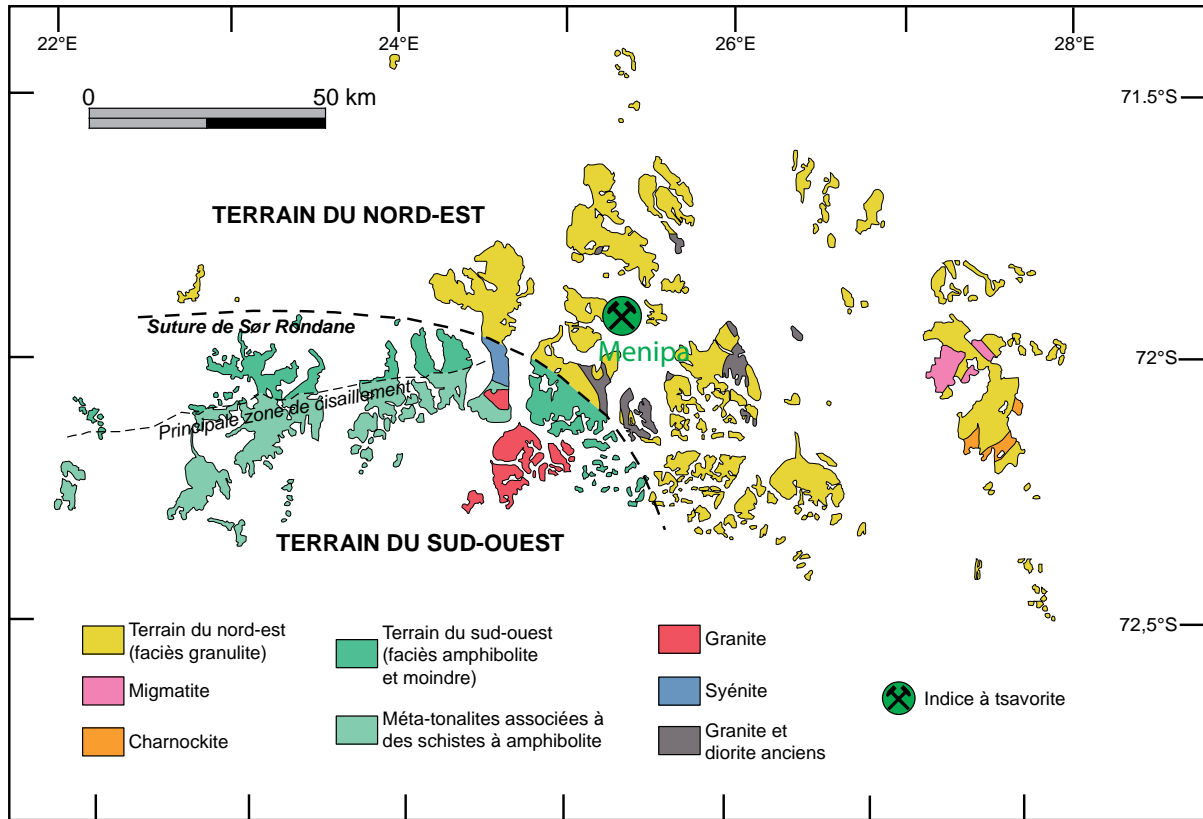 22°E
24°E
26°E
28°E
0
50 km
71.5°S
TERRAIN DU NORD-EST
Suture de Sør Rondane
Menipa
72°S
Principale zone de cisaillement
TERRAIN DU SUD-OUEST
72,5°S
Terrain du nord-est
(faciès granulite)
Migmatite
Charnockite
Terrain du sud-ouest
(faciès amphibolite
et moindre)
Méta-tonalites associées à
des schistes à amphibolite
Granite
Syénite
Granite et
diorite anciens
Indice à tsavorite